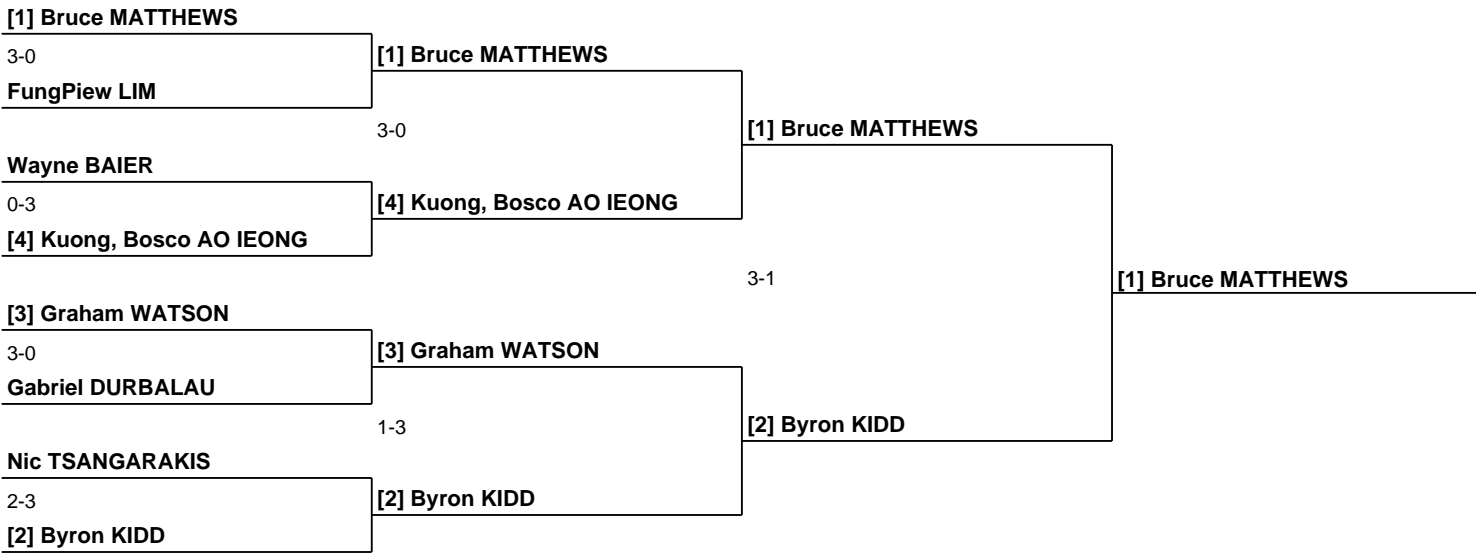 [1] Bruce MATTHEWS
3-0
[1] Bruce MATTHEWS
FungPiew LIM
3-0
[1] Bruce MATTHEWS
Wayne BAIER
0-3
[4] Kuong, Bosco AO IEONG
[4] Kuong, Bosco AO IEONG
3-1
[1] Bruce MATTHEWS
[3] Graham WATSON
3-0
[3] Graham WATSON
Gabriel DURBALAU
1-3
[2] Byron KIDD
Nic TSANGARAKIS
2-3
[2] Byron KIDD
[2] Byron KIDD